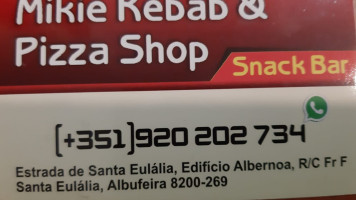 Mikie Kebab &
Pizza Shop
Snack Bar
[+351]920 202 734
Estrada de Santa Eulália, Edificio Albernoa, R/C Fr F
Santa Eulália, Albufeira 8200-269